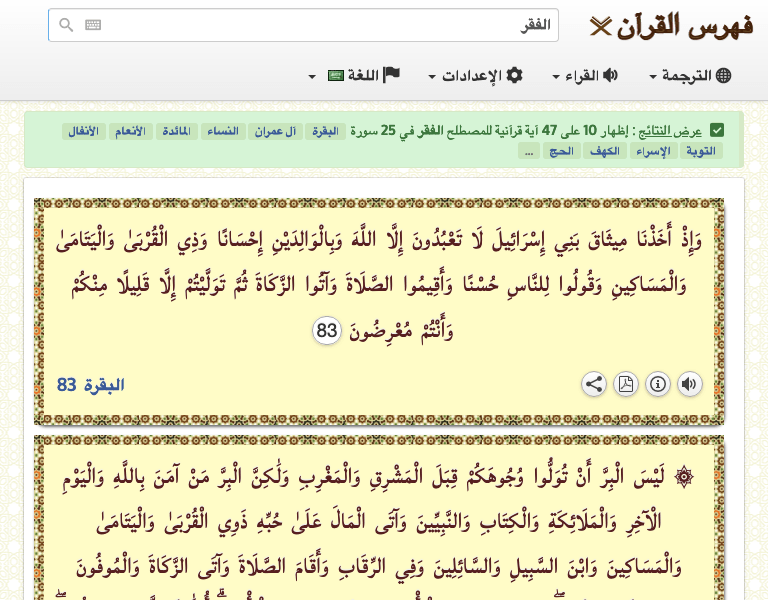 فهرس القرآن
الفقر
الترجمة
القراء
الإعدادات
اللغة
عرض النتائج : إظهار 10 على 47 آية قرآنية للمصطلح الفقر في 25 سورة البقرة آل عمران النساء المائدة الأنعام الأنفال
التوبة الإسراء الكهف الحج ...
وَإِذْ أَخَذْنَا مِيثَاقَ بَنِي إِسْرَائِيلَ لَا تَعْبُدُونَ إِلَّا اللَّهَ وَبِالْوَالِدَيْنِ إِحْسَانًا وَذِي الْقُرْبَىٰ وَالْيَتَامَىٰ
وَالْمَسَاكِينِ وَقُولُوا لِلنَّاسِ حُسْنًا وَأَقِيمُوا الصَّلَاةَ وَآتُوا الزَّكَاةَ ثُمَّ تَوَلَّيْتُمْ إِلَّا قَلِيلًا مِنْكُمْ
وَأَنْتُمْ مُعْرِضُونَ 83
البقرة 83
۞ لَيْسَ الْبِرَّ أَنْ تُوَلُّوا وُجُوهَكُمْ قِبَلَ الْمَشْرِقِ وَالْمَغْرِبِ وَلَٰكِنَّ الْبِرَّ مَنْ آمَنَ بِاللَّهِ وَالْيَوْمِ
الْآخِرِ وَالْمَلَائِكَةِ وَالْكِتَابِ وَالنَّبِيِّينَ وَآتَى الْمَالَ عَلَىٰ حُبِّهِ ذَوِي الْقُرْبَىٰ وَالْيَتَامَىٰ
وَالْمَسَاكِينَ وَابْنَ السَّبِيلِ وَالسَّائِلِينَ وَفِي الرِّقَابِ وَأَقَامَ الصَّلَاةَ وَآتَى الزَّكَاةَ وَالْمُوفُونَ